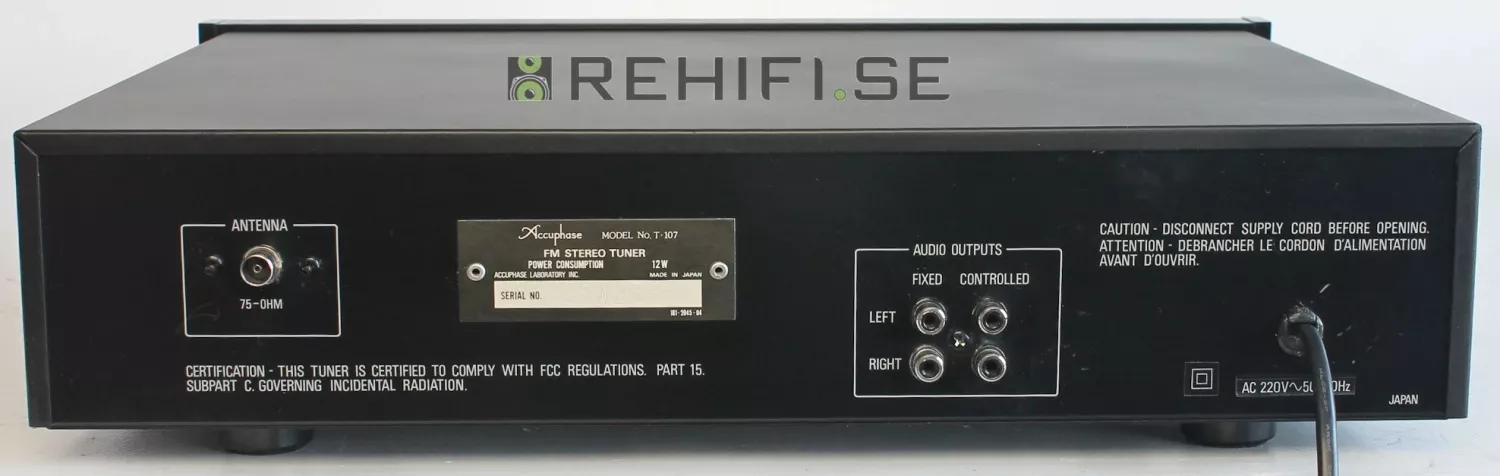 REHIFI.SE
ANTENNA
75-OHM
Accuphase MODEL No. T-107
FM STEREO TUNER
POWER CONSUMPTION 12W
ACCUPHASE LABORATORY INC. MADE IN JAPAN
SERIAL NO.
181-2045-04
CERTIFICATION - THIS TUNER IS CERTIFIED TO COMPLY WITH FCC REGULATIONS. PART 15.
SUBPART C. GOVERNING INCIDENTAL RADIATION.
AUDIO OUTPUTS
FIXED CONTROLLED
LEFT
RIGHT
CAUTION - DISCONNECT SUPPLY CORD BEFORE OPENING.
ATTENTION - DEBRANCHER LE CORDON D'ALIMENTATION
AVANT D'OUVRIR.
AC 220V~
JAPAN